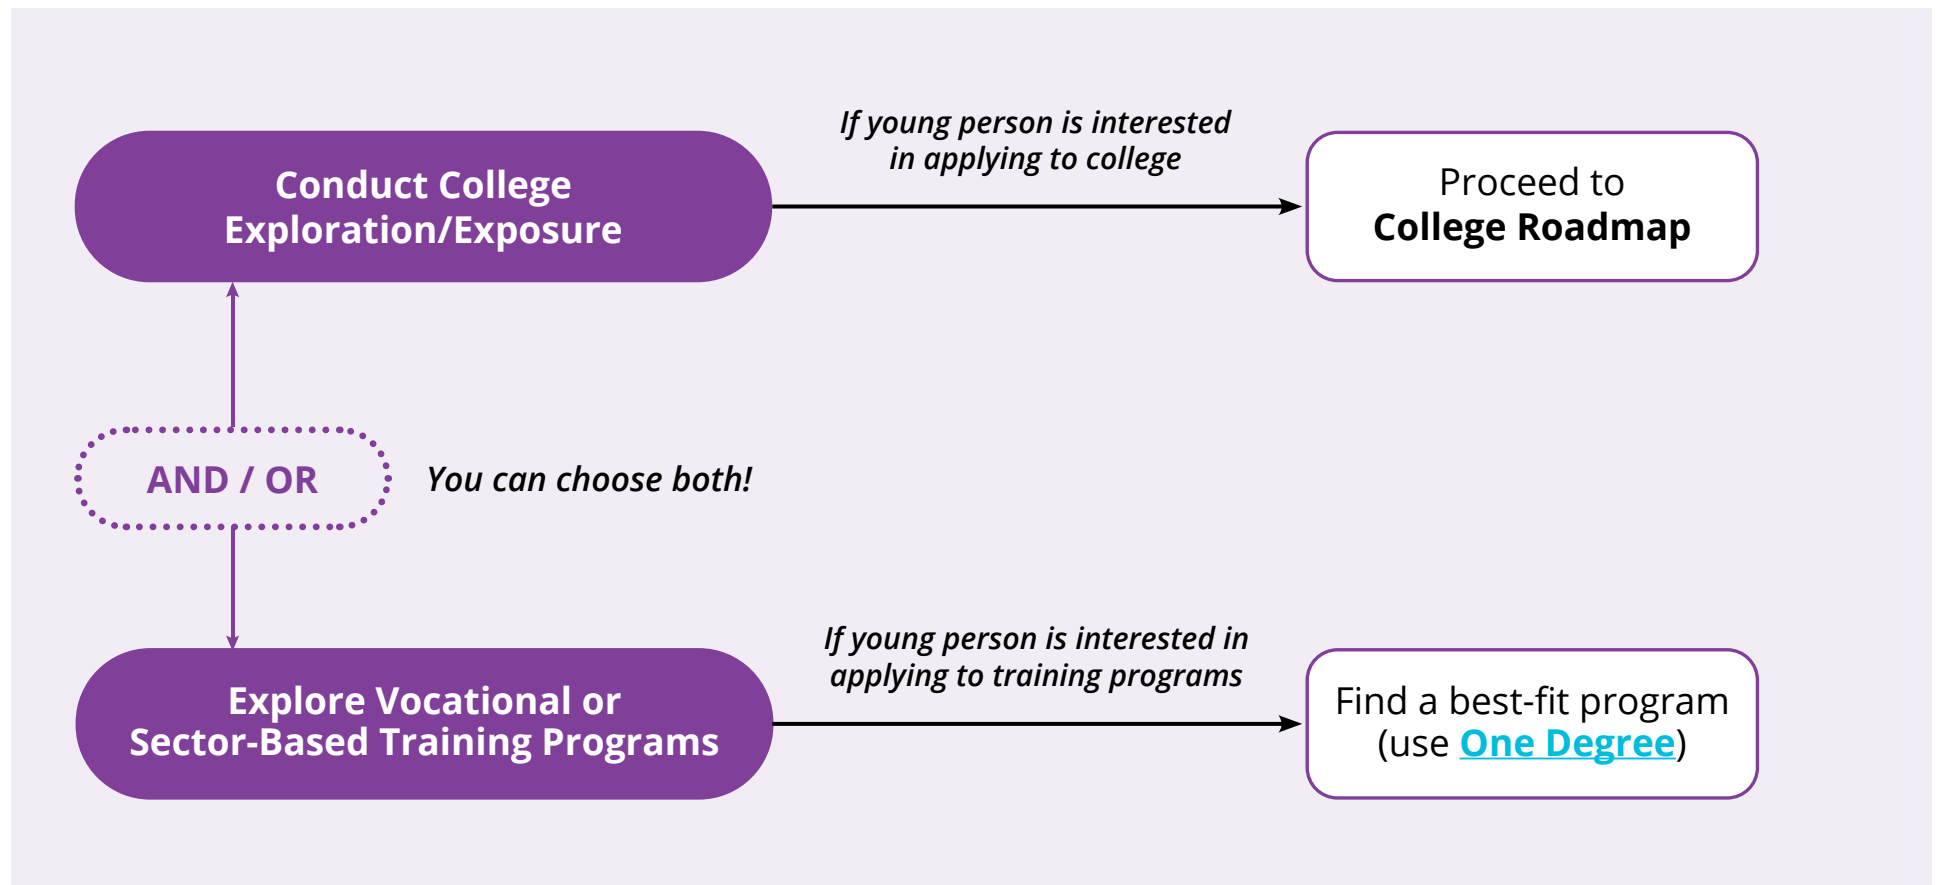 If young person is interested
in applying to college
Conduct College
Exploration/Exposure
Proceed to
College Roadmap
AND / OR
You can choose both!
If young person is interested in
applying to training programs
Explore Vocational or
Sector-Based Training Programs
Find a best-fit program
(use One Degree)